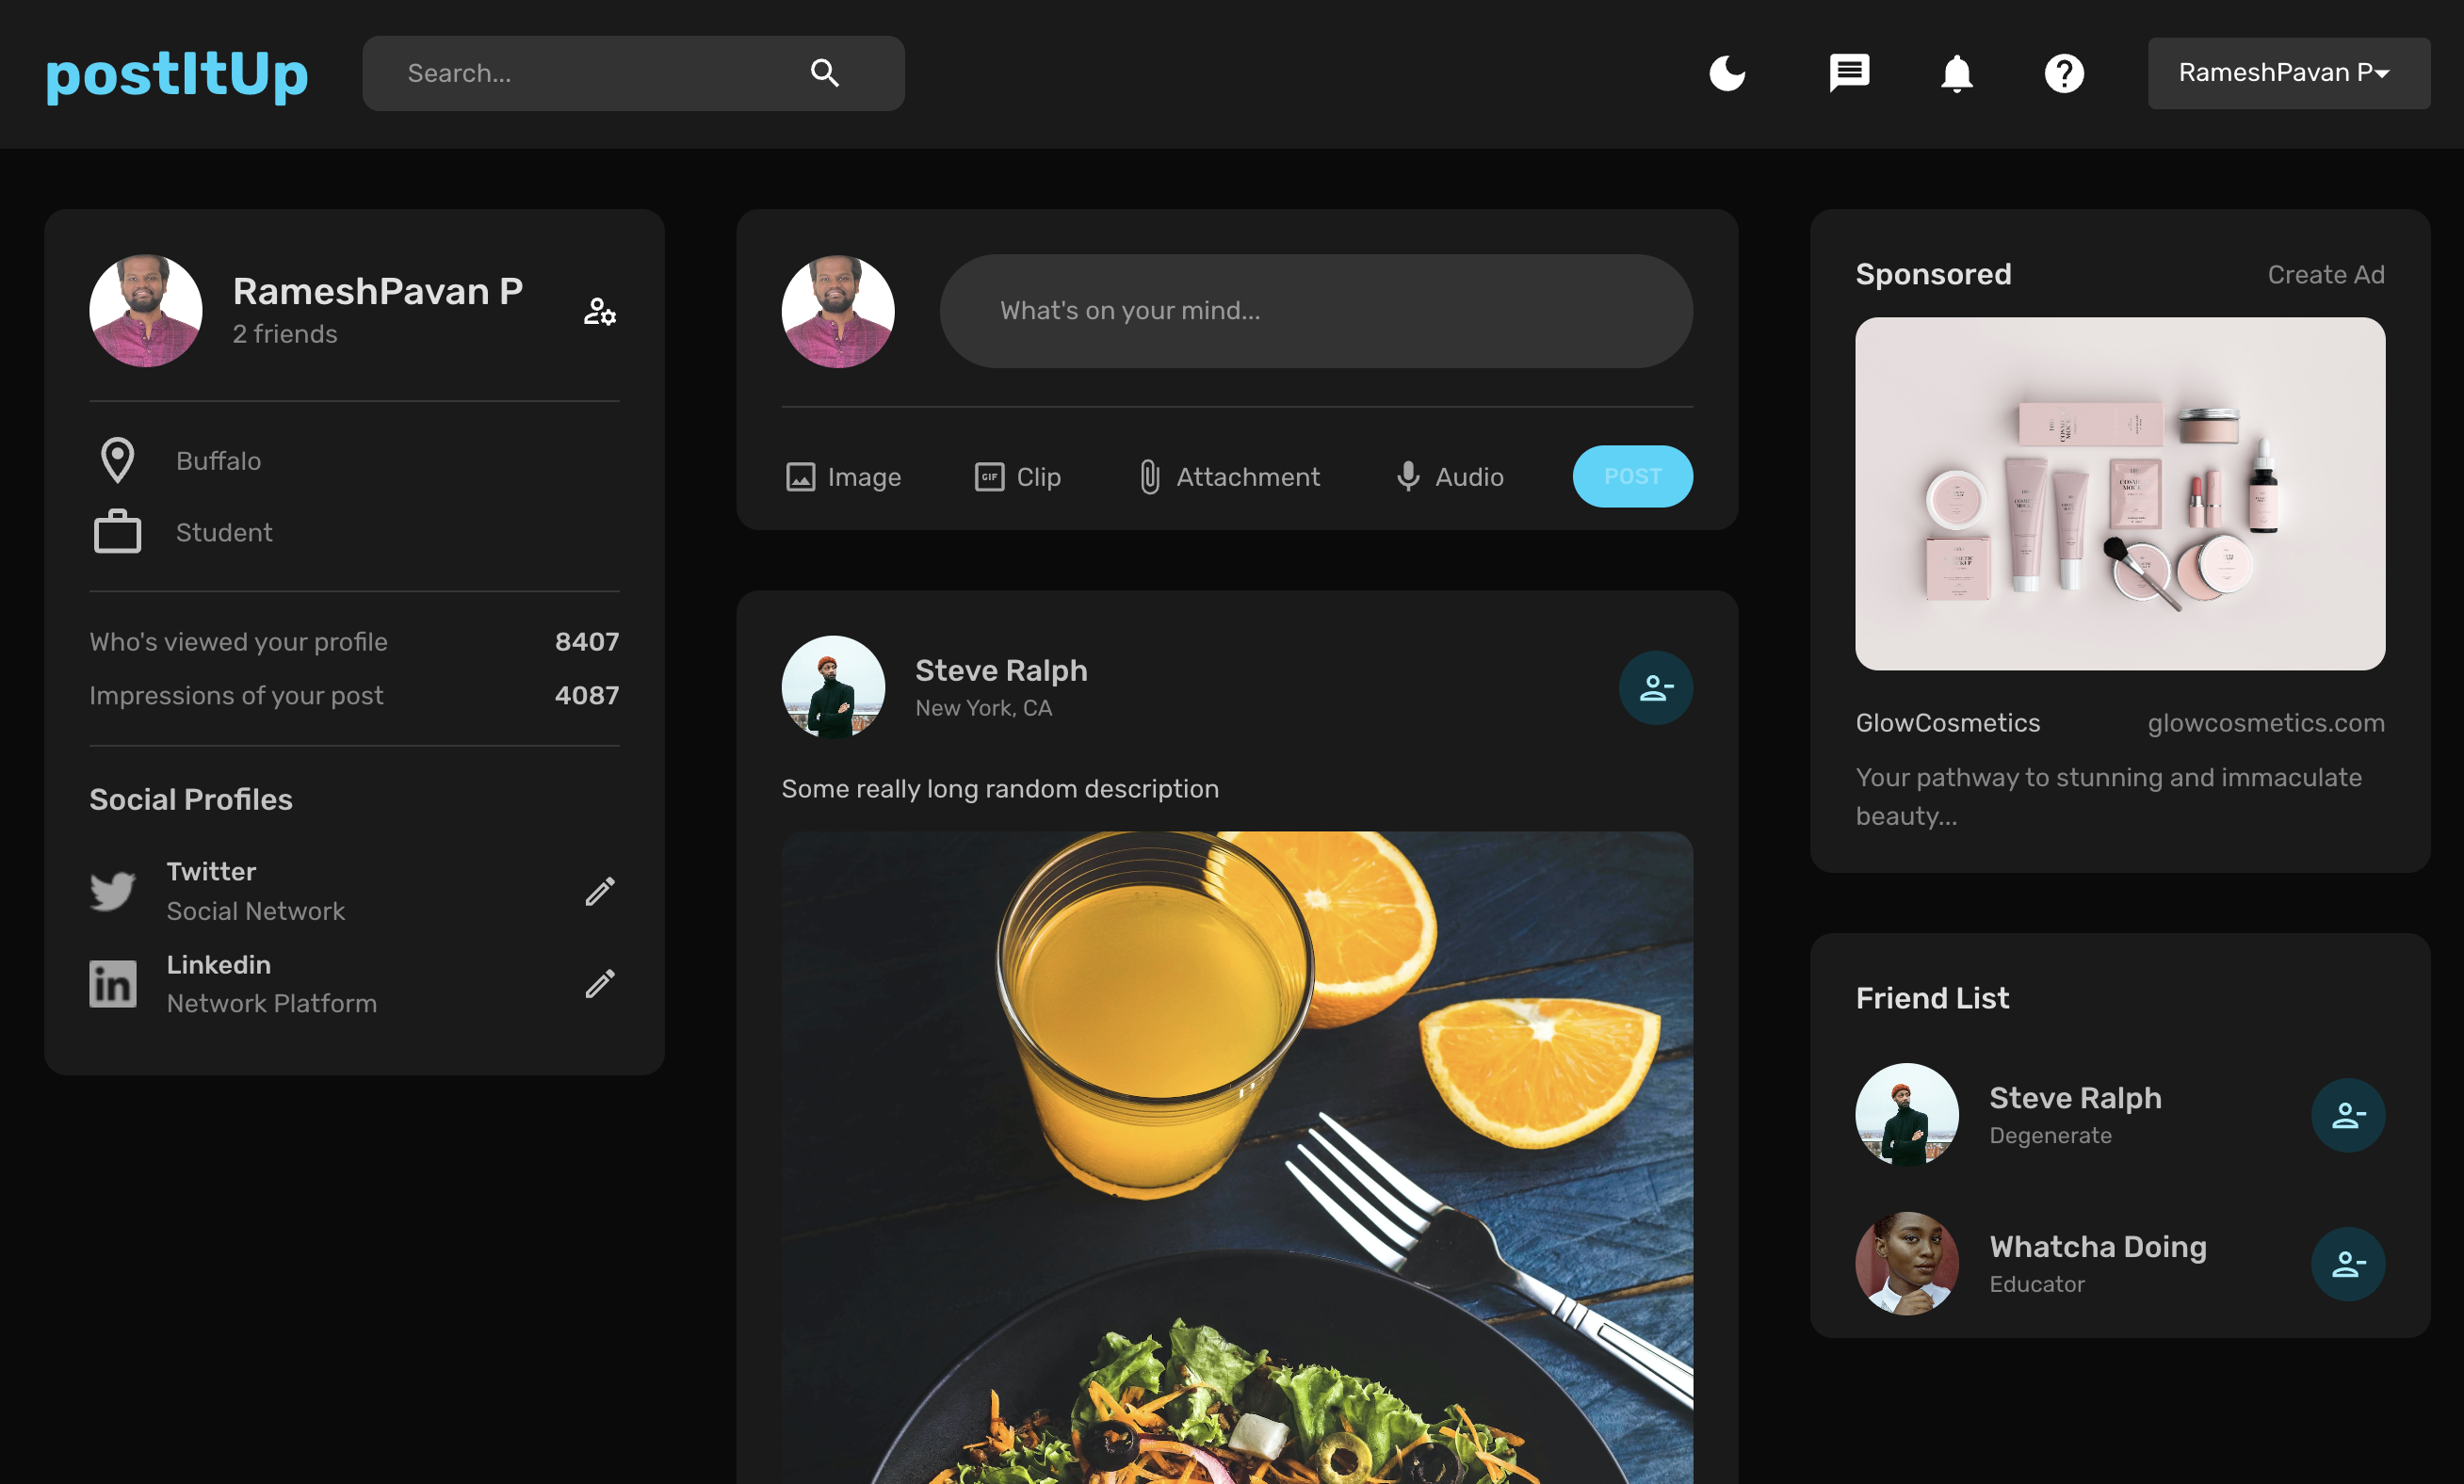 postItUp
Search...
RameshPavan P
RameshPavan P
2 friends
Buffalo
Student
Who's viewed your profile 8407
Impressions of your post 4087
Social Profiles
Twitter
Social Network
Linkedin
Network Platform
What's on your mind...
Image
GIF Clip
Attachment
Audio
POST
Steve Ralph
New York, CA
Some really long random description
Sponsored
Create Ad
GlowCosmetics
glowcosmetics.com
Your pathway to stunning and immaculate
beauty...
Friend List
Steve Ralph
Degenerate
Whatcha Doing
Educator